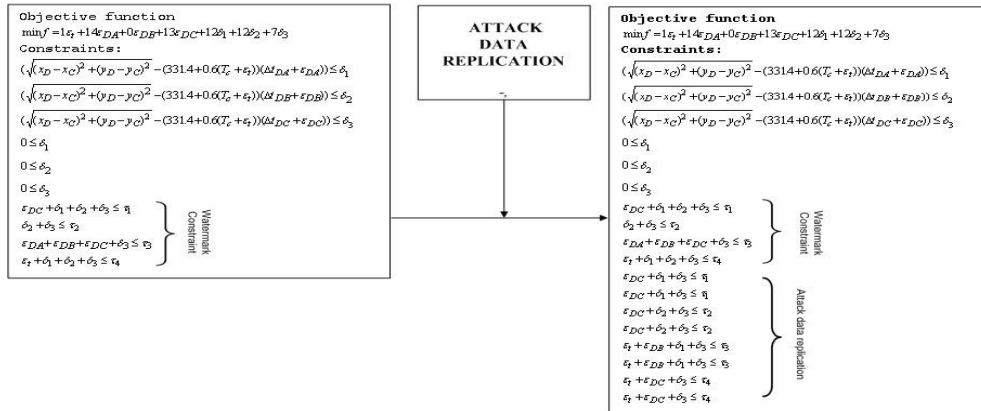 Objective function
min f = 1ε_t + 14ε_DA + 0ε_DB + 13ε_DC + 12δ_1 + 12δ_2 + 7δ_3
Constraints:
(√((x_D − x_C)^2 + (y_D − y_C)^2) − (331.4 + 0.6(T_c + ε_t))(Δt_DA + ε_DA)) ≤ δ_1
(√((x_D − x_C)^2 + (y_D − y_C)^2) − (331.4 + 0.6(T_c + ε_t))(Δt_DB + ε_DB)) ≤ δ_2
(√((x_D − x_C)^2 + (y_D − y_C)^2) − (331.4 + 0.6(T_c + ε_t))(Δt_DC + ε_DC)) ≤ δ_3
0 ≤ δ_1
0 ≤ δ_2
0 ≤ δ_3
ε_DC + δ_1 + δ_2 + δ_3 ≤ τ_1
δ_2 + δ_3 ≤ τ_2
ε_DA + ε_DB + ε_DC + δ_3 ≤ τ_3
ε_t + δ_1 + δ_2 + δ_3 ≤ τ_4
Watermark
Constraint
ATTACK
DATA
REPLICATION
Objective function
min f = 1ε_t + 14ε_DA + 0ε_DB + 13ε_DC + 12δ_1 + 12δ_2 + 7δ_3
Constraints:
(√((x_D − x_C)^2 + (y_D − y_C)^2) − (331.4 + 0.6(T_c + ε_t))(Δt_DA + ε_DA)) ≤ δ_1
(√((x_D − x_C)^2 + (y_D − y_C)^2) − (331.4 + 0.6(T_c + ε_t))(Δt_DB + ε_DB)) ≤ δ_2
(√((x_D − x_C)^2 + (y_D − y_C)^2) − (331.4 + 0.6(T_c + ε_t))(Δt_DC + ε_DC)) ≤ δ_3
0 ≤ δ_1
0 ≤ δ_2
0 ≤ δ_3
ε_DC + δ_1 + δ_2 + δ_3 ≤ τ_1
δ_2 + δ_3 ≤ τ_2
ε_DA + ε_DB + ε_DC + δ_3 ≤ τ_3
ε_t + δ_1 + δ_2 + δ_3 ≤ τ_4
Watermark
Constraint
ε_DC + δ_1 + δ_3 ≤ τ_1
ε_DC + δ_1 + δ_3 ≤ τ_1
ε_DC + δ_2 + δ_3 ≤ τ_2
ε_DC + δ_2 + δ_3 ≤ τ_2
ε_t + ε_DB + δ_1 + δ_3 ≤ τ_3
ε_t + ε_DB + δ_1 + δ_3 ≤ τ_3
ε_t + ε_DC + δ_3 ≤ τ_4
ε_t + ε_DC + δ_3 ≤ τ_4
Attack data replication